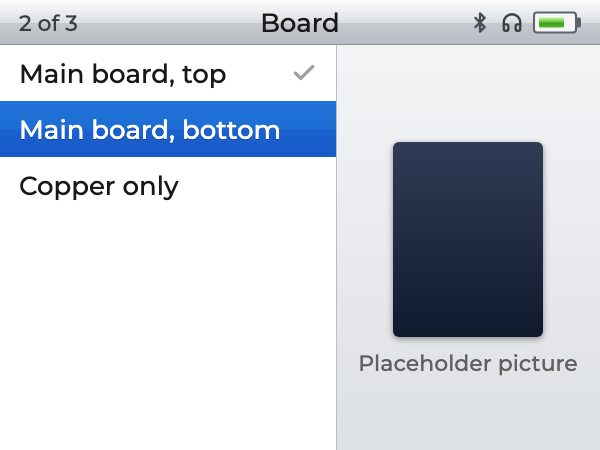 2 of 3
Board
Main board, top
Main board, bottom
Copper only
Placeholder picture